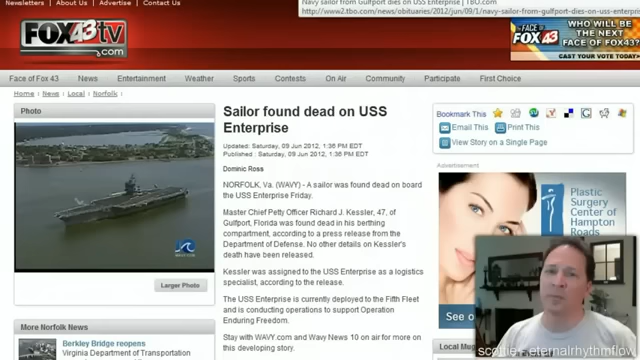 Newsletters | About Us | Advertise | Contact Us
Navy sailor from Gulfport dies on USS Enterprise | TBO.com
http://www2.tbo.com/news/obituaries/2012/jun/09/1/navy-sailor-from-gulfport-dies-on-uss-enterpris
FOX43tv
.com
THE FACE OF FOX 43
WHO WILL BE
THE NEXT
FACE OF FOX43?
CAST YOUR VOTE TODAY!
Face of Fox 43 News Entertainment Weather Sports Contests On Air Community Participate First Choice
Home > News > Local > Norfolk
Photo
WAVY.COM
Larger Photo
More Norfolk News
Berkley Bridge reopens
Virginia Department of Transportation
Sailor found dead on USS
Enterprise
Updated: Saturday, 09 Jun 2012, 1:36 PM EDT
Published : Saturday, 09 Jun 2012, 1:36 PM EDT
Dominic Ross
NORFOLK, Va. (WAVY) - A sailor was found dead on board
the USS Enterprise Friday.
Master Chief Petty Officer Richard J. Kessler, 47, of
Gulfport, Florida was found dead in his berthing
compartment, according to a press release from the
Department of Defense. No other details on Kessler's
death have been released.
Kessler was assigned to the USS Enterprise as a logistics
specialist, according to the release.
The USS Enterprise is currently deployed to the Fifth Fleet
and is conducting operations to support Operation
Enduring Freedom.
Stay with WAVY.com and Wavy News 10 on air for more on
this developing story.
Bookmark This
Email This Print This
View Story on a Single Page
Advertisement
Plastic
Surgery
Center of
Hampton
Roads
See o
Local Mug
scottie - eternalrhythmflow